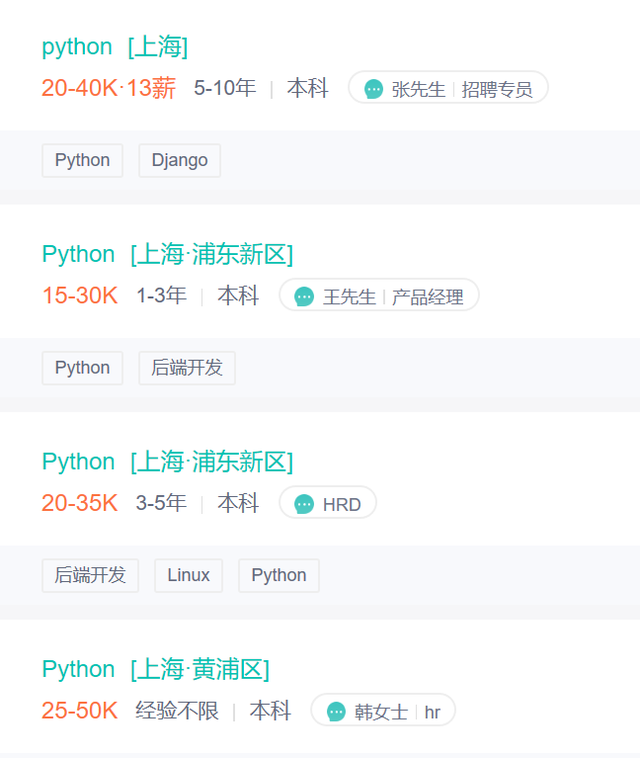 python [上海]
20-40K·13薪 5-10年 | 本科 张先生 | 招聘专员
Python Django
Python [上海·浦东新区]
15-30K 1-3年 | 本科 王先生 | 产品经理
Python 后端开发
Python [上海·浦东新区]
20-35K 3-5年 | 本科 HRD
后端开发 Linux Python
Python [上海·黄浦区]
25-50K 经验不限 | 本科 韩女士 | hr